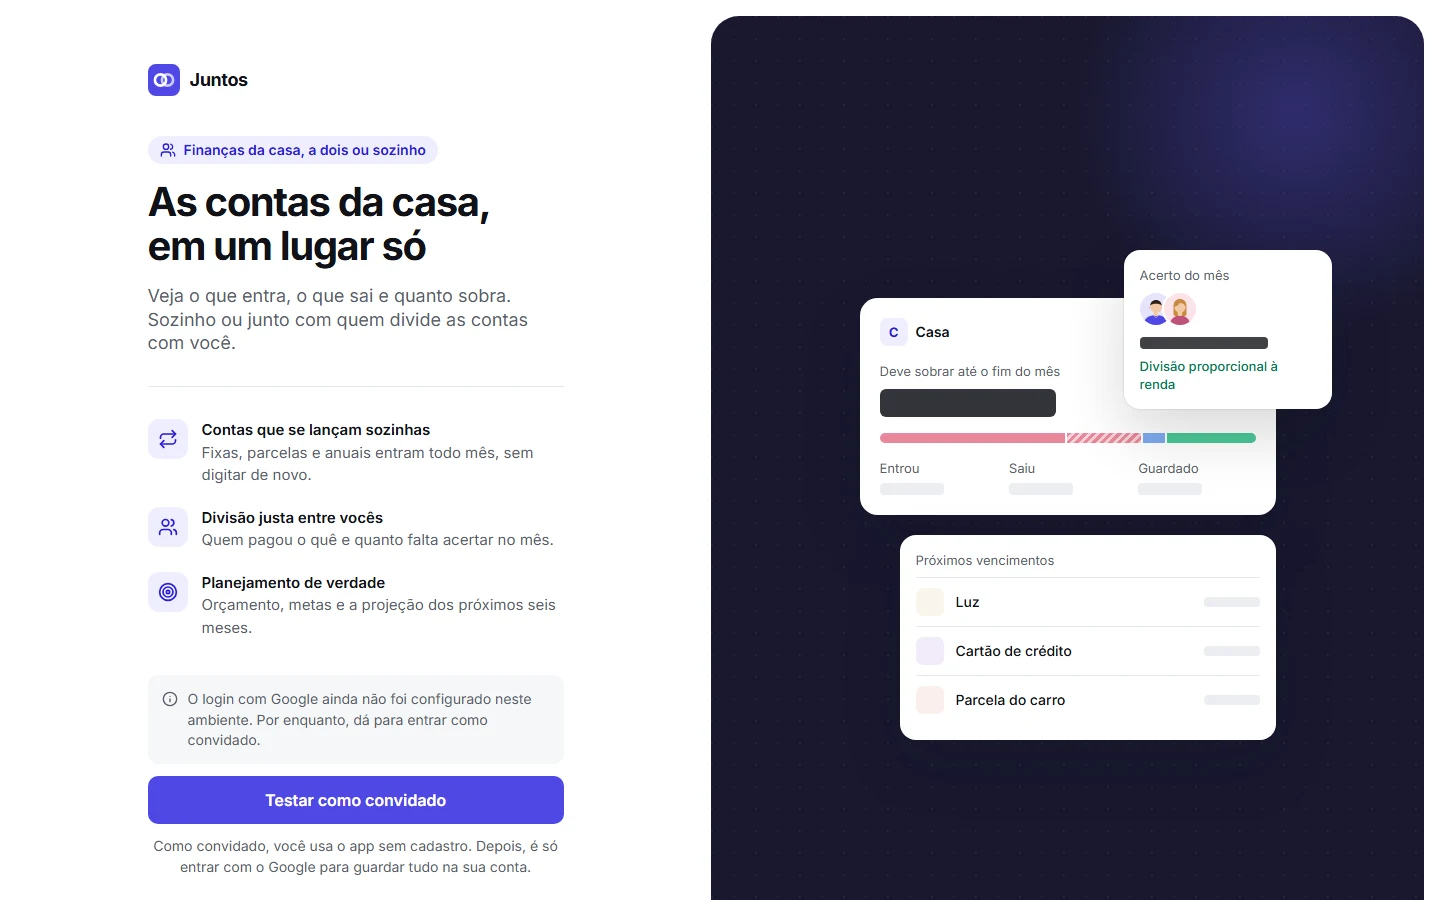 Juntos
Finanças da casa, a dois ou sozinho
As contas da casa,
em um lugar só
Veja o que entra, o que sai e quanto sobra.
Sozinho ou junto com quem divide as contas
com você.
Contas que se lançam sozinhas
Fixas, parcelas e anuais entram todo mês, sem
digitar de novo.
Divisão justa entre vocês
Quem pagou o quê e quanto falta acertar no mês.
Planejamento de verdade
Orçamento, metas e a projeção dos próximos seis
meses.
O login com Google ainda não foi configurado neste
ambiente. Por enquanto, dá para entrar como
convidado.
Testar como convidado
Como convidado, você usa o app sem cadastro. Depois, é só
entrar com o Google para guardar tudo na sua conta.
Acerto do mês
Divisão proporcional à
renda
C Casa
Deve sobrar até o fim do mês
Entrou Saiu Guardado
Próximos vencimentos
Luz
Cartão de crédito
Parcela do carro